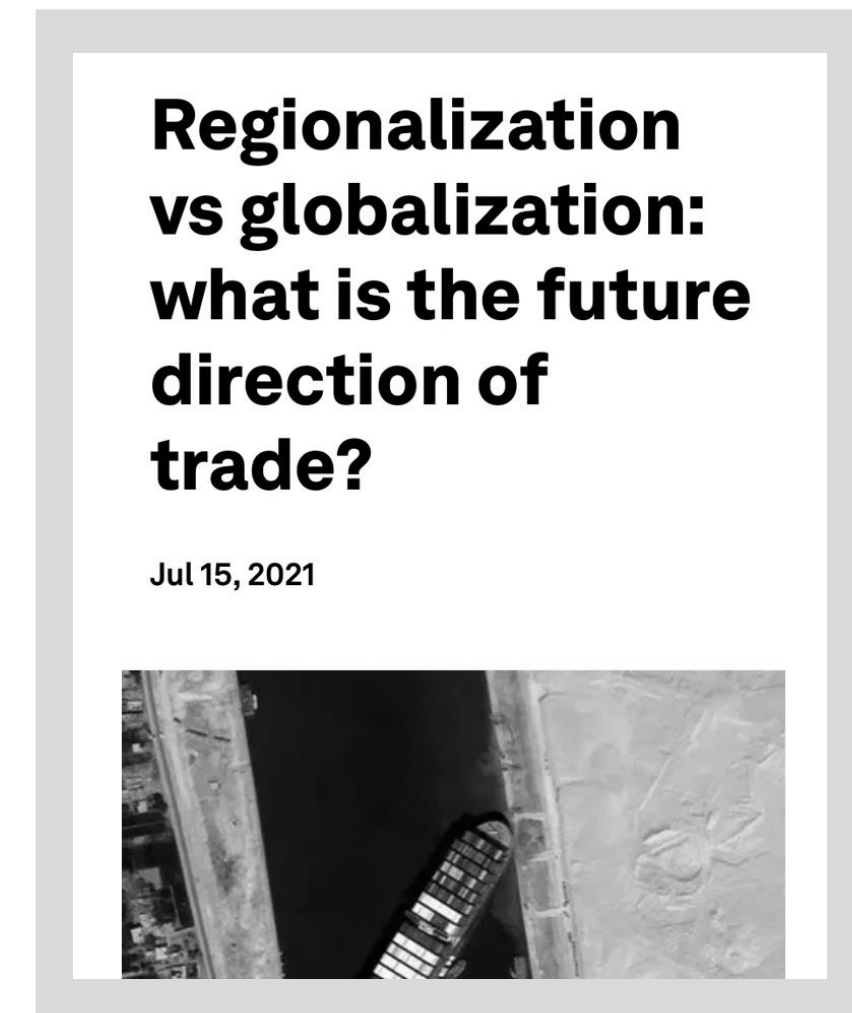 Regionalization
vs globalization:
what is the future
direction of
trade?
Jul 15, 2021